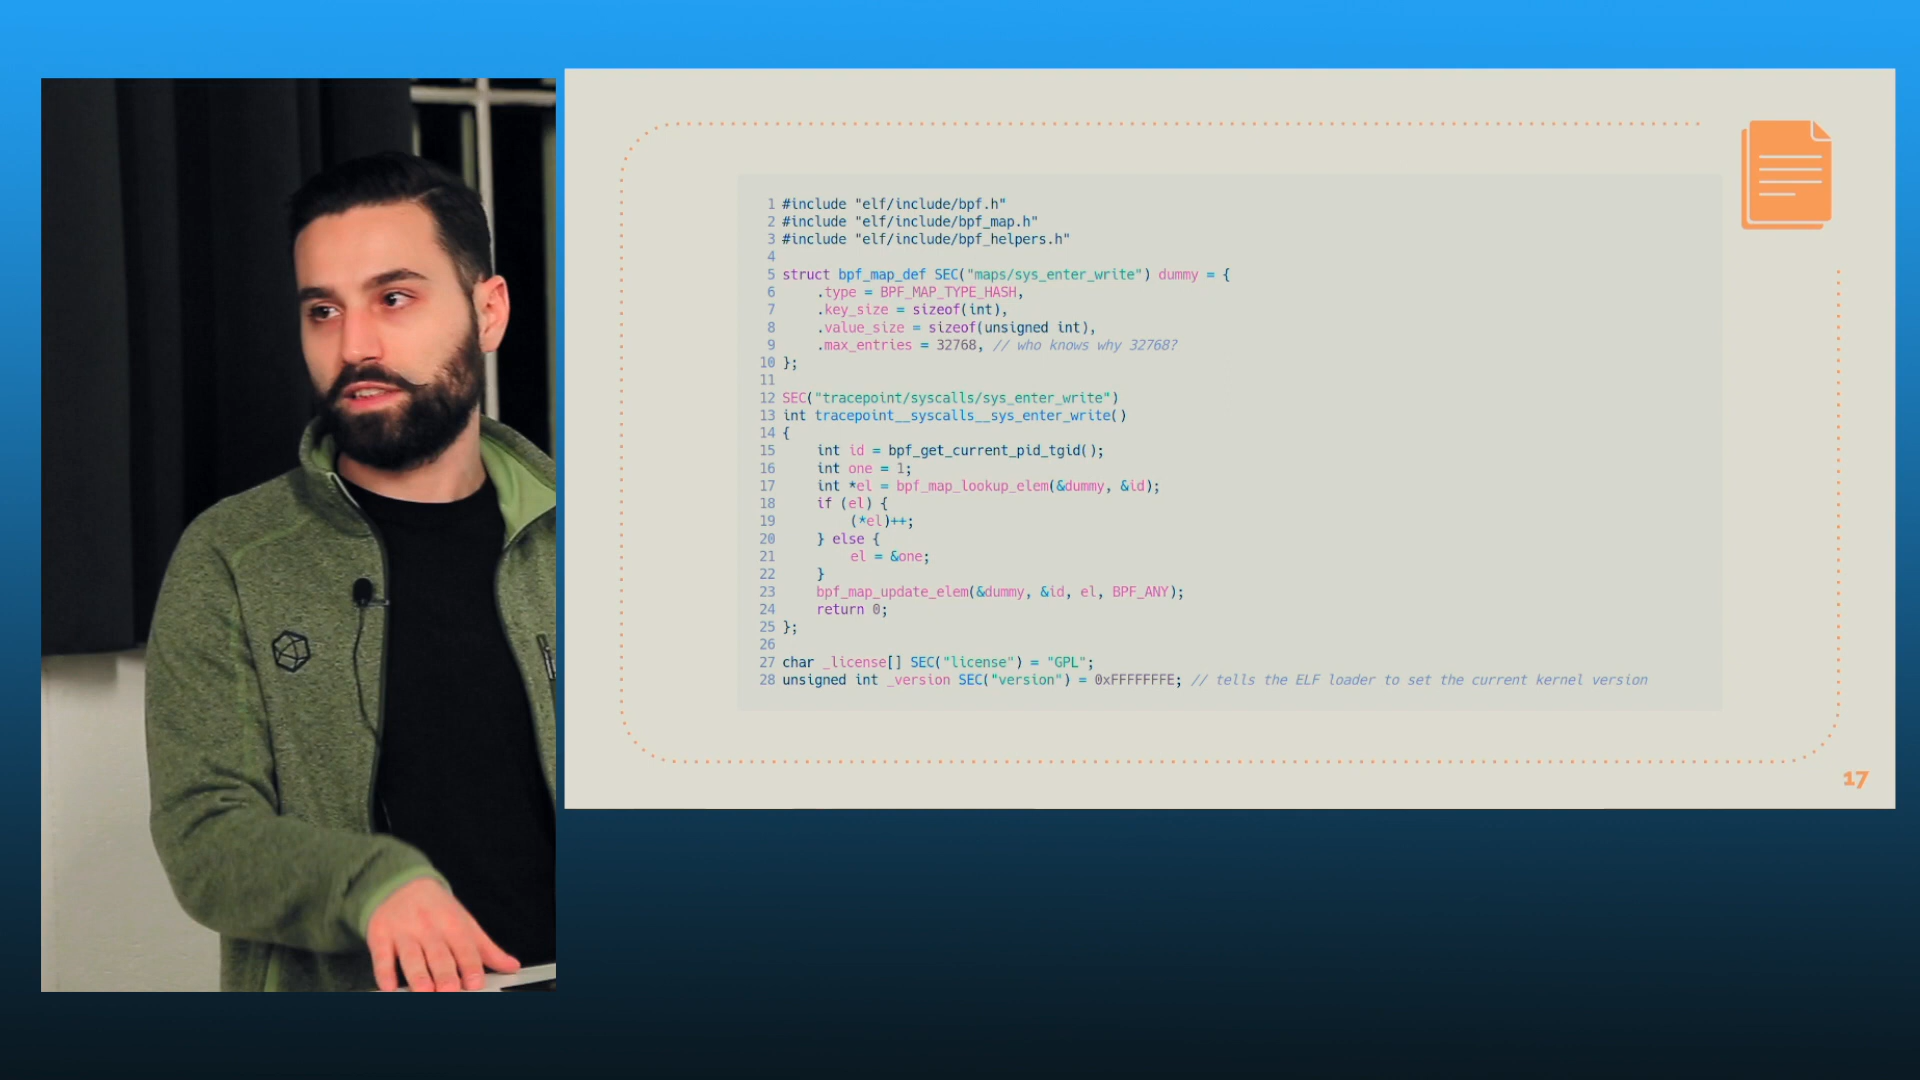 1 #include "elf/include/bpf.h"
2 #include "elf/include/bpf_map.h"
3 #include "elf/include/bpf_helpers.h"
4
5 struct bpf_map_def SEC("maps/sys_enter_write") dummy = {
6     .type = BPF_MAP_TYPE_HASH,
7     .key_size = sizeof(int),
8     .value_size = sizeof(unsigned int),
9     .max_entries = 32768, // who knows why 32768?
10 };
11
12 SEC("tracepoint/syscalls/sys_enter_write")
13 int tracepoint__syscalls__sys_enter_write()
14 {
15     int id = bpf_get_current_pid_tgid();
16     int one = 1;
17     int *el = bpf_map_lookup_elem(&dummy, &id);
18     if (el) {
19         (*el)++;
20     } else {
21         el = &one;
22     }
23     bpf_map_update_elem(&dummy, &id, el, BPF_ANY);
24     return 0;
25 };
26
27 char _license[] SEC("license") = "GPL";
28 unsigned int _version SEC("version") = 0xFFFFFFFE; // tells the ELF loader to set the current kernel version
17